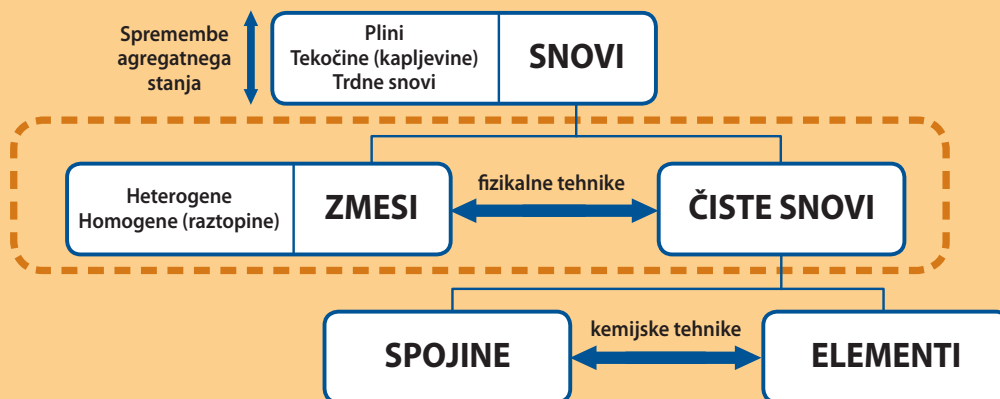 Spremembe
agregatnega
stanja
Plini
Tekočine (kapljevine)
Trdne snovi
SNOVI
Heterogene
Homogene (raztopine)
ZMESI
fizikalne tehnike
ČISTE SNOVI
SPOJINE
kemijske tehnike
ELEMENTI